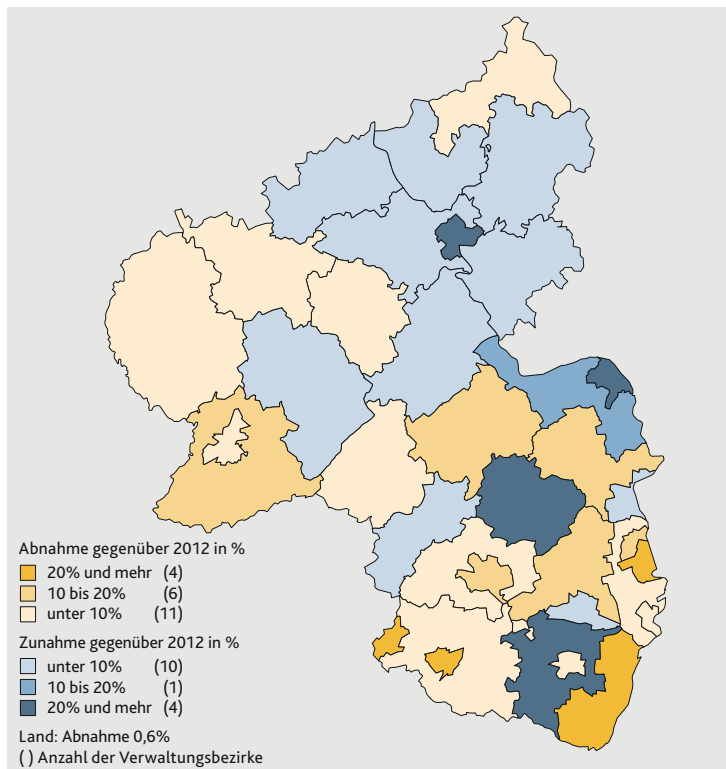 Abnahme gegenüber 2012 in %
20% und mehr (4)
10 bis 20% (6)
unter 10% (11)
Zunahme gegenüber 2012 in %
unter 10% (10)
10 bis 20% (1)
20% und mehr (4)
Land: Abnahme 0,6%
( ) Anzahl der Verwaltungsbezirke